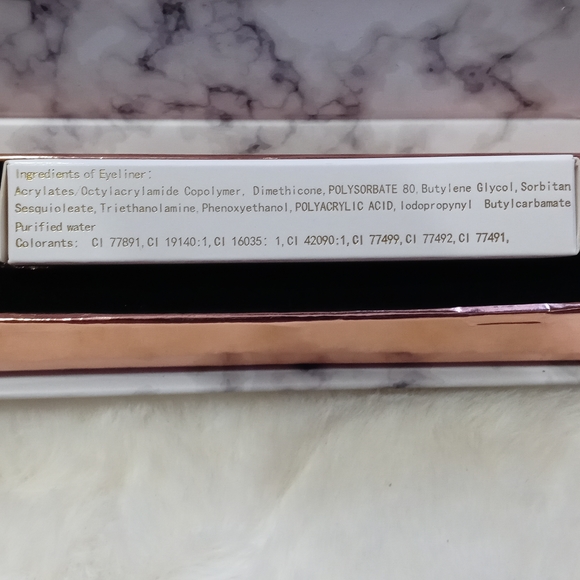 Ingredients of Eyeliner:
Acrylates/Octylacrylamide Copolymer, Dimethicone, POLYSORBATE 80, Butylene Glycol, Sorbitan
Sesquioleate, Triethanolamine, Phenoxyethanol, POLYACRYLIC ACID, Iodopropynyl Butylcarbamate
Purified water
Colorants: CI 77891, CI 19140:1, CI 16035: 1, CI 42090:1, CI 77499, CI 77492, CI 77491,